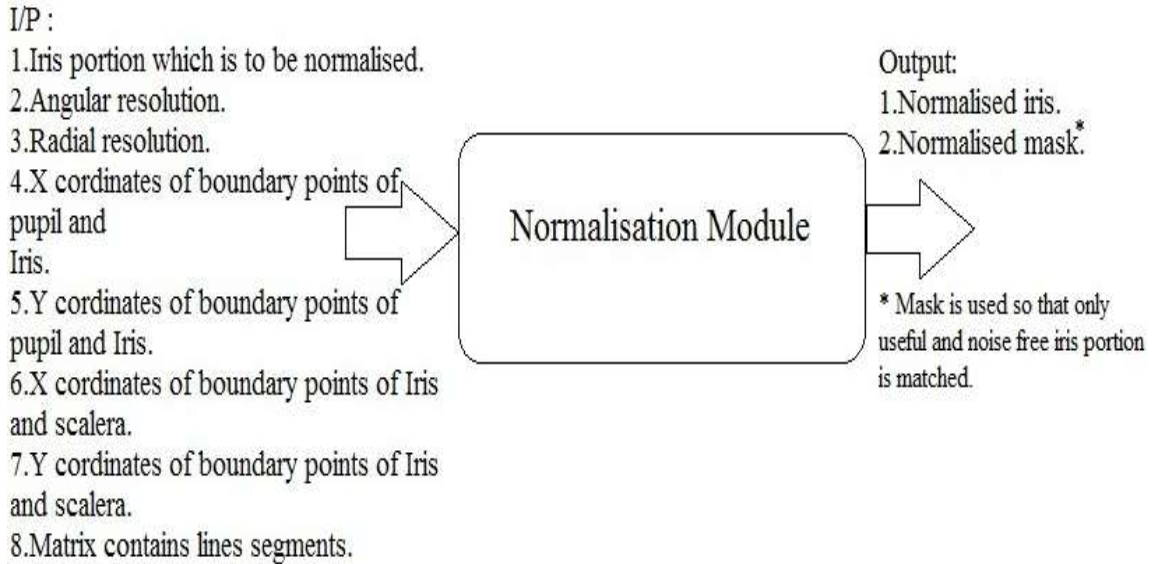 I/P :
1.Iris portion which is to be normalised.
2.Angular resolution.
3.Radial resolution.
4.X cordinates of boundary points of
pupil and
Iris.
5.Y cordinates of boundary points of
pupil and Iris.
6.X cordinates of boundary points of Iris
and scalera.
7.Y cordinates of boundary points of Iris
and scalera.
8.Matrix contains lines segments.
Normalisation Module
Output:
1.Normalised iris.
2.Normalised mask.*
* Mask is used so that only
useful and noise free iris portion
is matched.